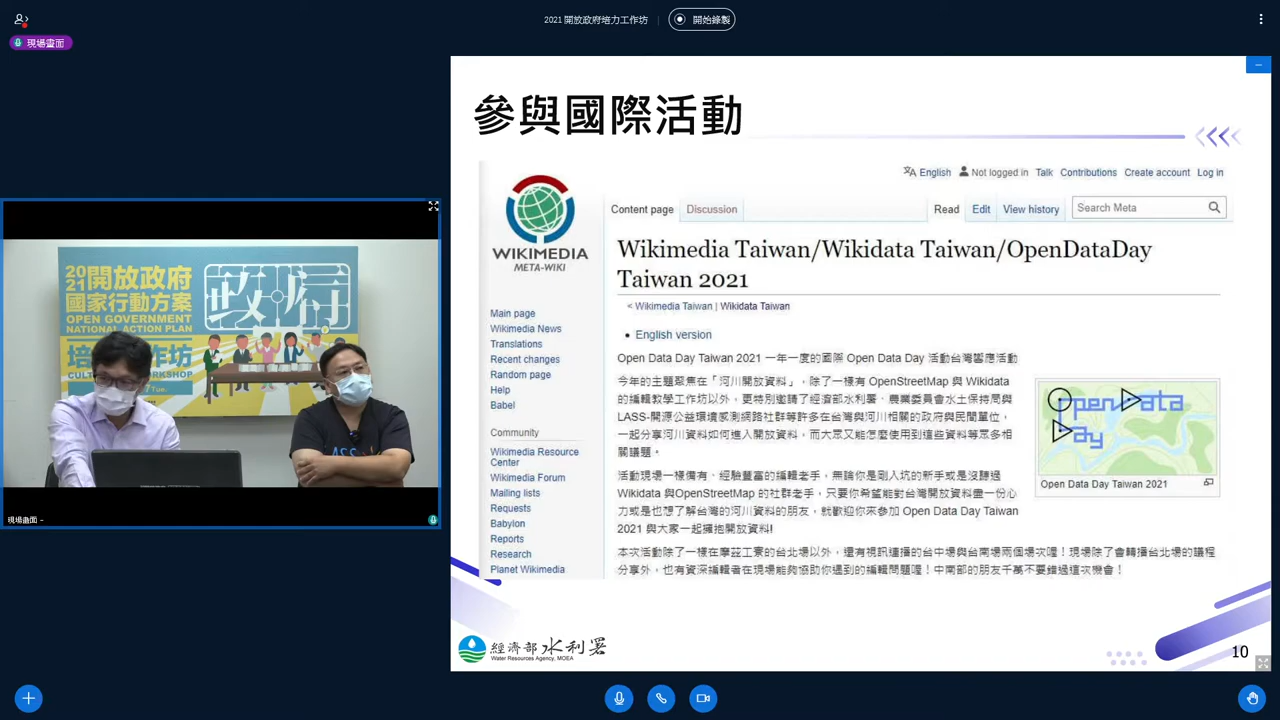 2021 開放政府培力工作坊
開始錄製
現場畫面
參與國際活動
English
Not logged in
Talk
Contributions
Create account
Log in
Content page
Discussion
Read
Edit
View history
Search Meta
WIKIMEDIA
META-WIKI
Wikimedia Taiwan/Wikidata Taiwan/OpenDataDay
Taiwan 2021
< Wikimedia Taiwan | Wikidata Taiwan
English version
Open Data Day Taiwan 2021 一年一度的國際 Open Data Day 活動台灣響應活動
今年的主題聚焦在「河川開放資料」，除了一樣有 OpenStreetMap 與 Wikidata
的編輯教學工作坊以外，更特別邀請了經濟部水利署、農業委員會水土保持局與
LASS-開源公益環境感測網路社群等許多在台灣與河川相關的政府與民間單位，
一起分享河川資料如何進入開放資料，而大眾又能怎麼使用到這些資料等眾多相
關議題。
活動現場一樣備有、經驗豐富的編輯老手，無論你是剛入坑的新手或是沒聽過
Wikidata 與OpenStreetMap 的社群老手，只要你希望能對台灣開放資料盡一份心
力或是也想了解台灣的河川資料的朋友，就歡迎你來參加 Open Data Day Taiwan
2021 與大家一起擁抱開放資料!
本次活動除了一樣在摩茲工寮的台北場以外，還有視訊連播的台中場與台南場兩個場次喔！現場除了會轉播台北場的議程
分享外，也有資深編輯者在現場能夠協助你遇到的編輯問題喔！中南部的朋友千萬不要錯過這次機會！
OpenData
Day
Open Data Day Taiwan 2021
Main page
Wikimedia News
Translations
Recent changes
Random page
Help
Babel
Community
Wikimedia Resource
Center
Wikimedia Forum
Mailing lists
Requests
Babylon
Reports
Research
Planet Wikimedia
經濟部水利署
Water Resources Agency, MOEA
10
2021開放政府
國家行動方案
OPEN GOVERNMENT
NATIONAL ACTION PLAN
政府
現場畫面